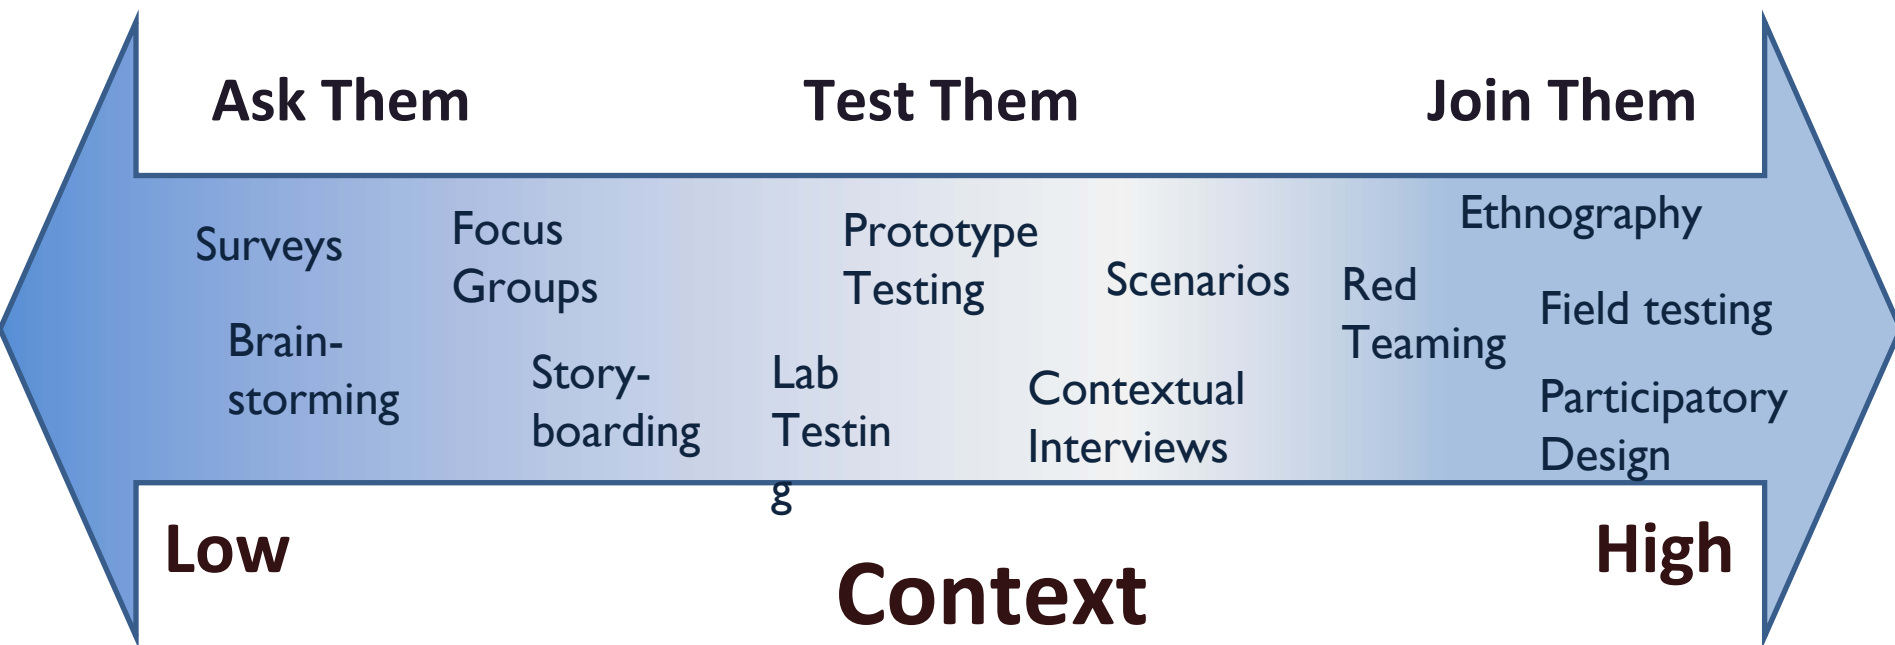 Ask Them
Test Them
Join Them
Surveys
Focus
Groups
Prototype
Testing
Scenarios
Red
Teaming
Ethnography
Field testing
Brain-
storming
Story-
boarding
Lab
Testin
g
Contextual
Interviews
Participatory
Design
Low
Context
High